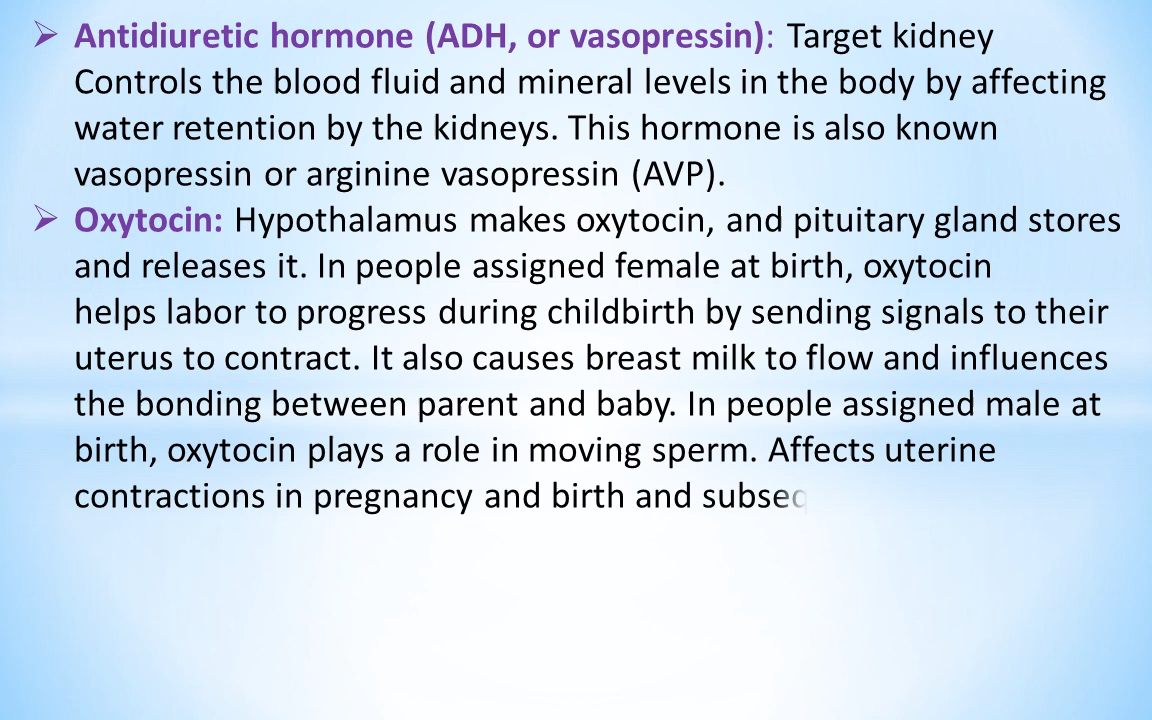 ➢ Antidiuretic hormone (ADH, or vasopressin): Target kidney
Controls the blood fluid and mineral levels in the body by affecting
water retention by the kidneys. This hormone is also known
vasopressin or arginine vasopressin (AVP).
➢ Oxytocin: Hypothalamus makes oxytocin, and pituitary gland stores
and releases it. In people assigned female at birth, oxytocin
helps labor to progress during childbirth by sending signals to their
uterus to contract. It also causes breast milk to flow and influences
the bonding between parent and baby. In people assigned male at
birth, oxytocin plays a role in moving sperm. Affects uterine
contractions in pregnancy and birth and